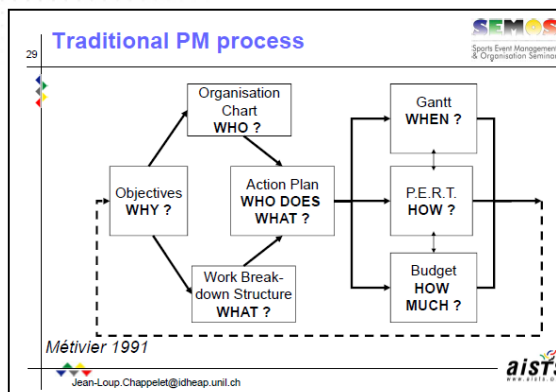 29
Traditional PM process
SEMOS
Sports Event Management
& Organisation Seminar
Organisation
Chart
WHO ?
Gantt
WHEN ?
Objectives
WHY ?
Action Plan
WHO DOES
WHAT ?
P.E.R.T.
HOW ?
Work Break-
down Structure
WHAT ?
Budget
HOW
MUCH ?
Métivier 1991
Jean-Loup.Chappelet@idheap.unil.ch
aists